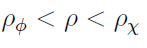 ρ_ϕ < ρ < ρ_χ